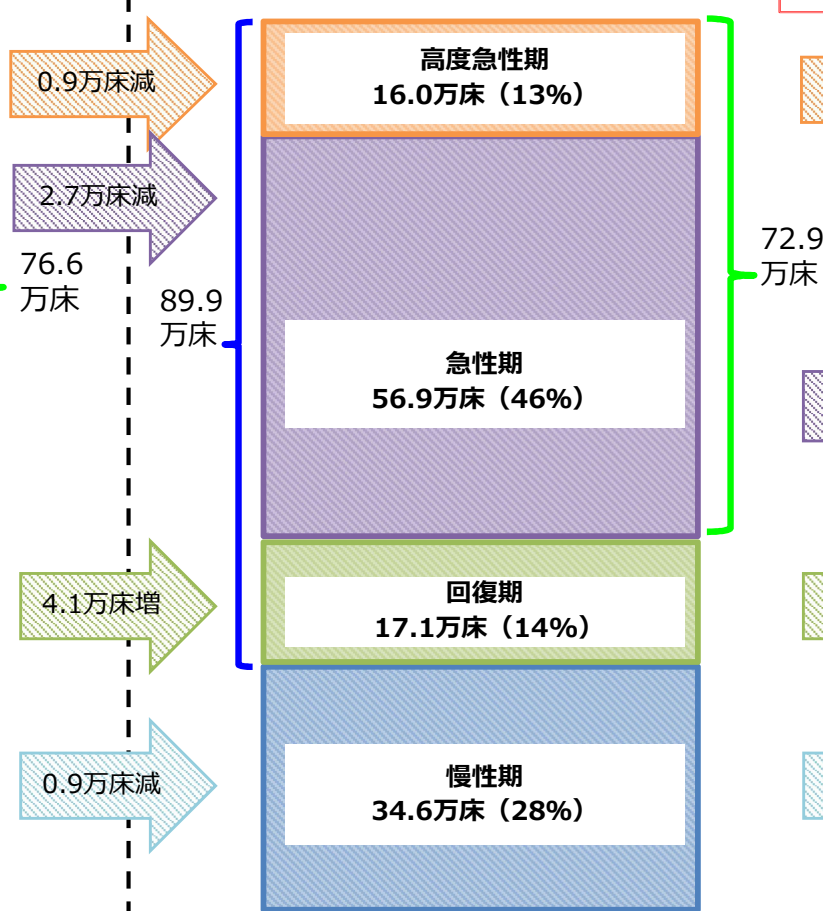 0.9万床減
高度急性期
16.0万床（13%）
2.7万床減
76.6
万床
89.9
万床
72.9
万床
急性期
56.9万床（46%）
4.1万床増
回復期
17.1万床（14%）
0.9万床減
慢性期
34.6万床（28%）